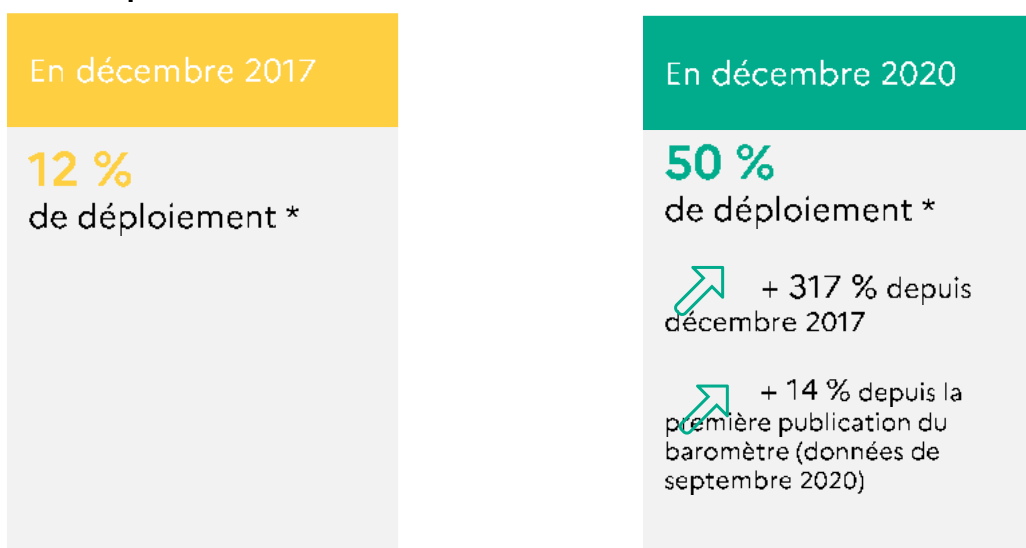 En décembre 2017
12 %
de déploiement *
En décembre 2020
50 %
de déploiement *
+ 317 % depuis
décembre 2017
+ 14 % depuis la
première publication du
baromètre (données de
septembre 2020)